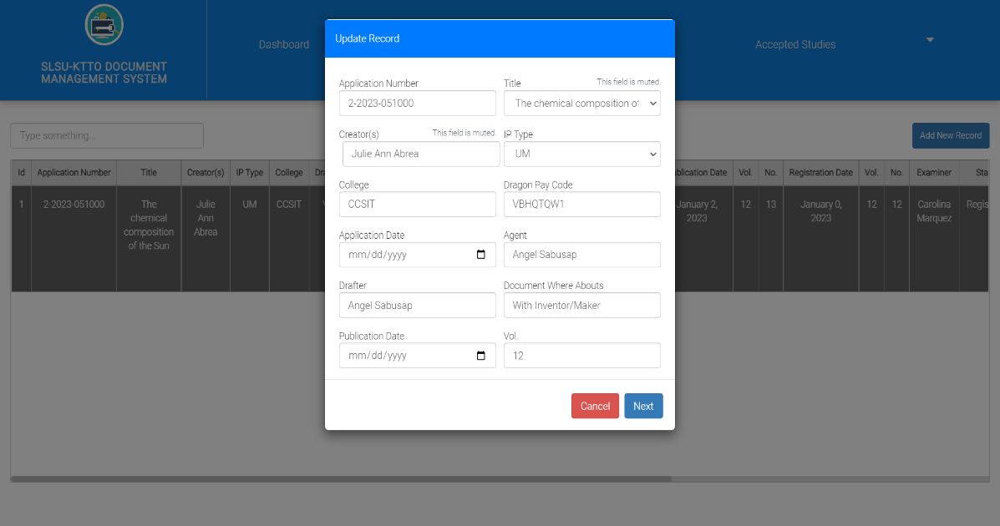 SLSU-KTTO DOCUMENT
MANAGEMENT SYSTEM
Dashboard
Accepted Studies
Type something...
Add New Record
Id Application Number Title Creator(s) IP Type College
Date Vol. No. Registration Date Vol. No. Examiner
1 2-2023-051000 The Julie UM CCSIT January 2, 12 13 January 0, 12 12 Carolina
chemical Ann 2023 2023 Marquez
composition Abrea
of the Sun
Update Record
Application Number
2-2023-051000
Title This field is muted.
The chemical composition of
Creator(s) This field is muted.
Julie Ann Abrea
IP Type
UM
College
CCSIT
Dragon Pay Code
VBHQTQW1
Application Date
mm/dd/yyyy
Agent
Angel Sabusap
Drafter
Angel Sabusap
Document Where Abouts
With Inventor/Maker
Publication Date
mm/dd/yyyy
Vol.
12
Cancel Next